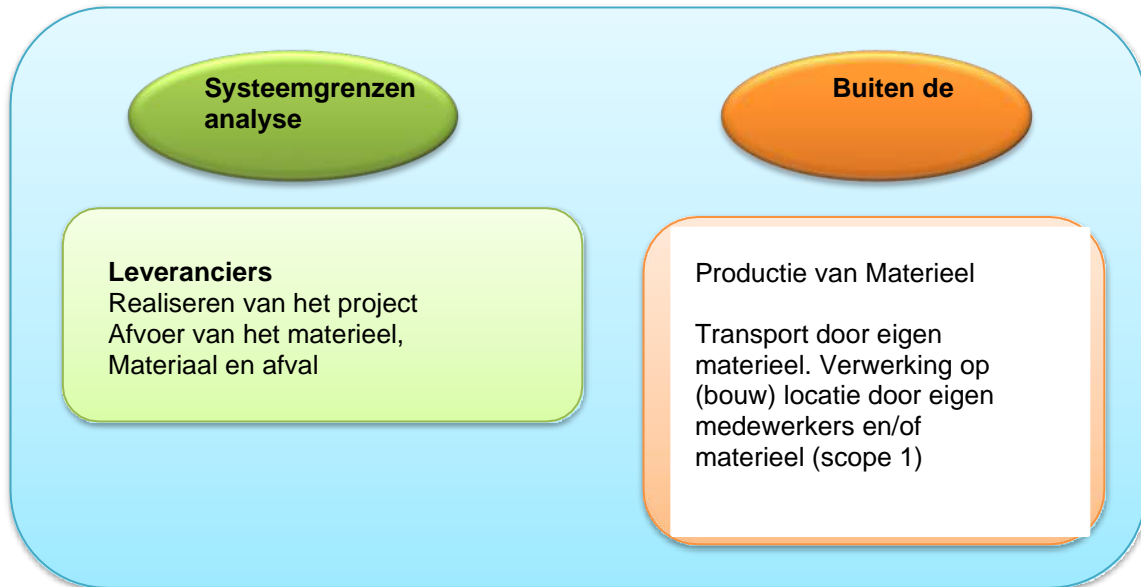 Systeemgrenzen
analyse
Buiten de
Leveranciers
Realiseren van het project
Afvoer van het materieel,
Materiaal en afval
Productie van Materieel
Transport door eigen
materieel. Verwerking op
(bouw) locatie door eigen
medewerkers en/of
materieel (scope 1)